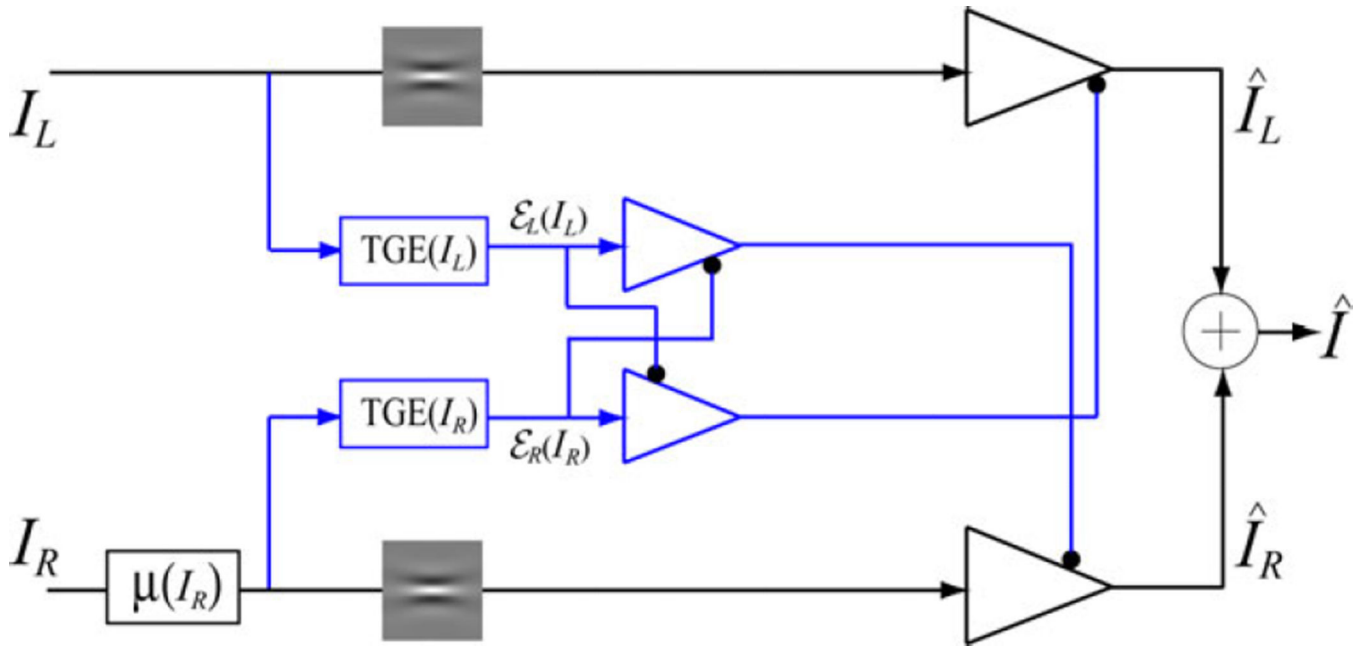 I_L
TGE(I_L)
ℰ_L(I_L)
Î_L
+
Î
TGE(I_R)
ℰ_R(I_R)
I_R
μ(I_R)
Î_R